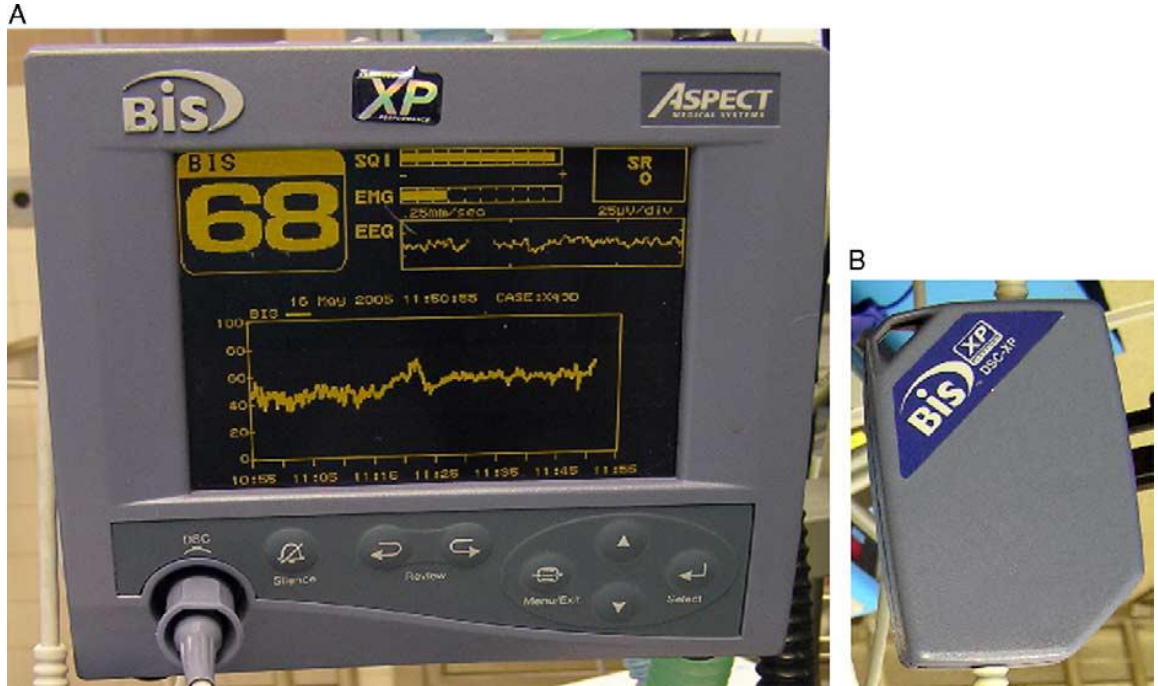 A
BIS
XP
PERFORMANCE
ASPECT
MEDICAL SYSTEMS
BIS
68
SQI
- +
SR
0
EMG
25mm/sec 25µV/div
EEG
16 May 2005 11:50:55 CASE:X43D
BIS
100
80
60
40
20
0
10:55 11:05 11:15 11:25 11:35 11:45 11:55
DSC
Silence
Review
Menu/Exit
Select
B
BIS
XP
DSC-XP